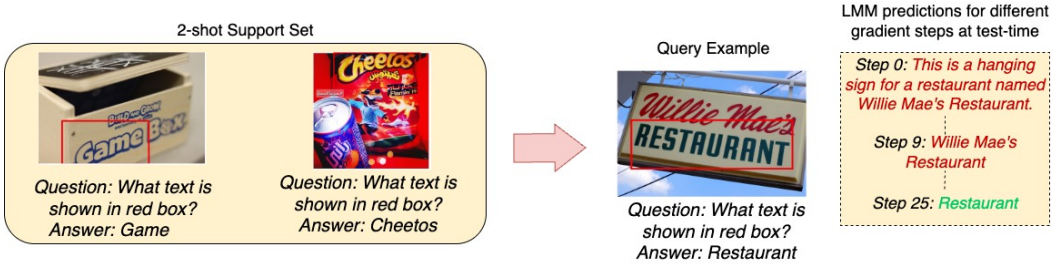 2-shot Support Set
BUILD AND GROW
Game Box
Question: What text is
shown in red box?
Answer: Game
Cheetos
Question: What text is
shown in red box?
Answer: Cheetos
Query Example
Willie Mae's
RESTAURANT
Question: What text is
shown in red box?
Answer: Restaurant
LMM predictions for different
gradient steps at test-time
Step 0: This is a hanging
sign for a restaurant named
Willie Mae's Restaurant.
Step 9: Willie Mae's
Restaurant
Step 25: Restaurant